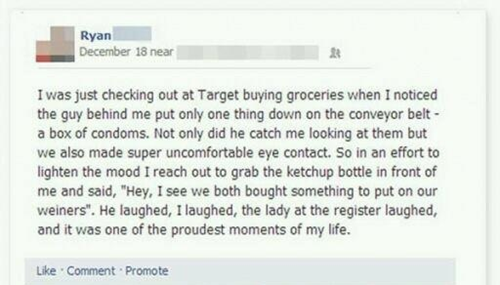 Ryan
December 18 near
I was just checking out at Target buying groceries when I noticed
the guy behind me put only one thing down on the conveyor belt -
a box of condoms. Not only did he catch me looking at them but
we also made super uncomfortable eye contact. So in an effort to
lighten the mood I reach out to grab the ketchup bottle in front of
me and said, "Hey, I see we both bought something to put on our
weiners". He laughed, I laughed, the lady at the register laughed,
and it was one of the proudest moments of my life.
Like · Comment · Promote